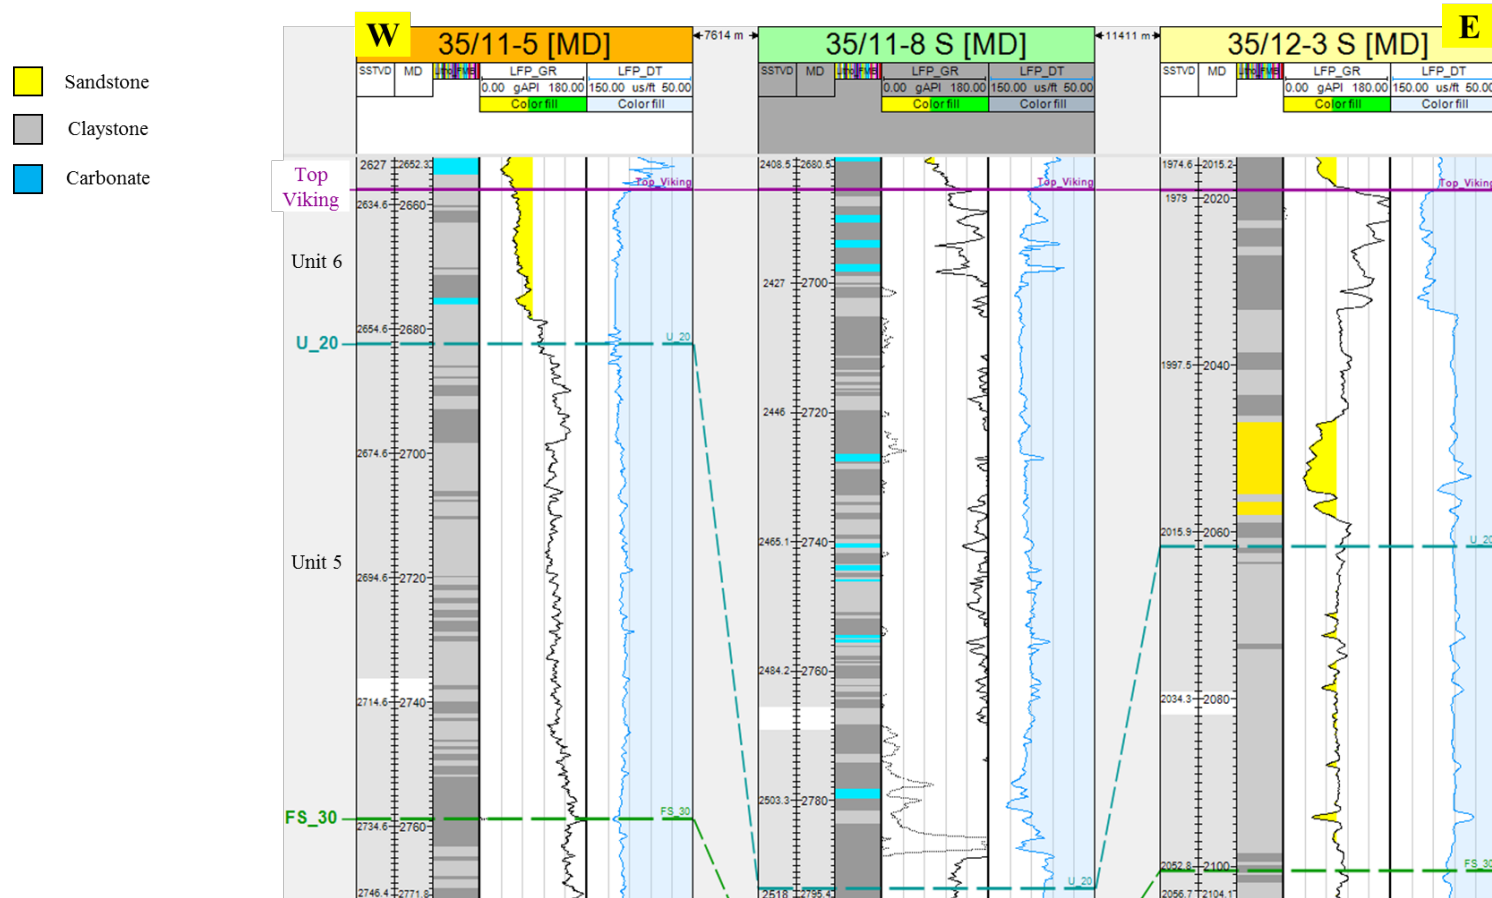 W
E
35/11-5 [MD]
7614 m
35/11-8 S [MD]
11411 m
35/12-3 S [MD]
Sandstone
Claystone
Carbonate
SSTVD MD LFP_GR LFP_DT
0.00 gAPI 180.00 150.00 us/ft 50.00
Color fill Color fill
SSTVD MD LFP_GR LFP_DT
0.00 gAPI 180.00 150.00 us/ft 50.00
Color fill Color fill
SSTVD MD LFP_GR LFP_DT
0.00 gAPI 180.00 150.00 us/ft 50.00
Color fill Color fill
Top
Viking
Unit 6
U_20
Unit 5
FS_30
2627 2652.3
Top_Viking
2634.6 2660
2654.6 2680
U_20
2674.6 2700
2694.6 2720
2714.6 2740
FS_30
2734.6 2760
2746.4 2771.8
2408.5 2680.5
Top_Viking
2427 2700
2446 2720
2465.1 2740
2484.2 2760
2503.3 2780
U_20
2518 2795.4
1974.6 2015.2
Top_Viking
1979 2020
1997.5 2040
2015.9 2060
U_20
2034.3 2080
2052.8 2100
FS_30
2056.7 2104.1